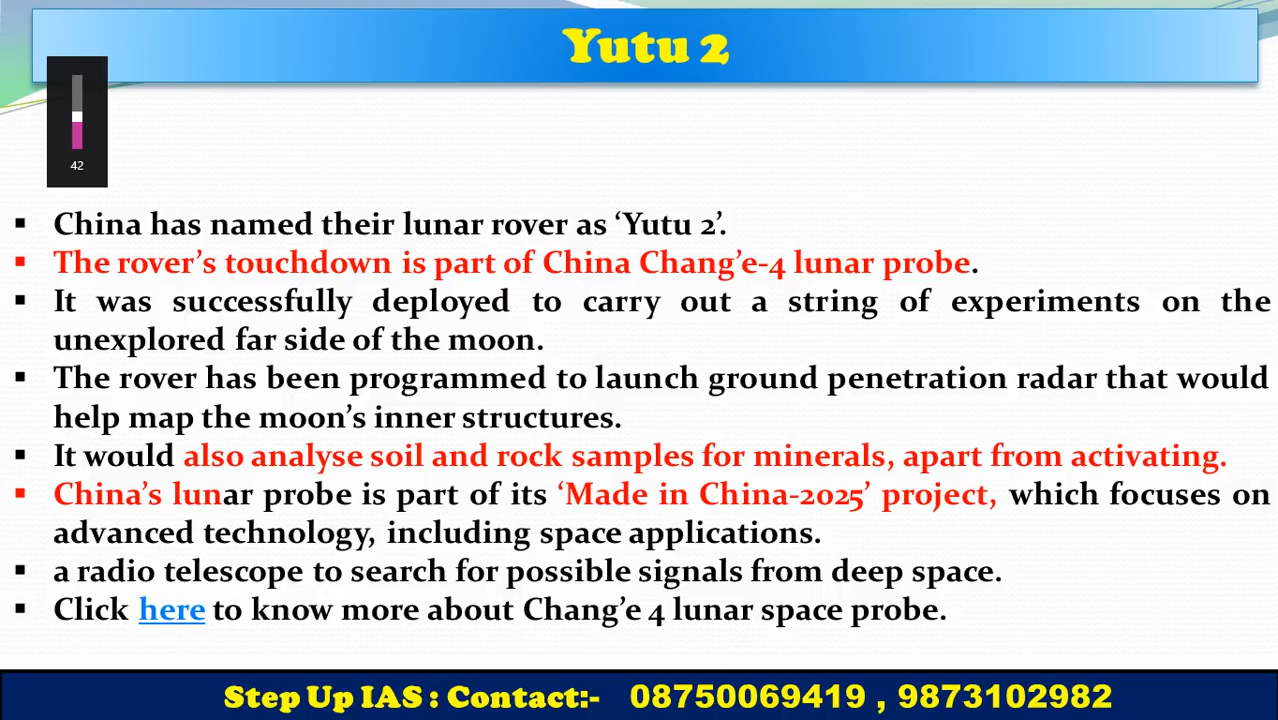 Yutu 2
42
▪ China has named their lunar rover as ‘Yutu 2’.
▪ The rover’s touchdown is part of China Chang’e-4 lunar probe.
▪ It was successfully deployed to carry out a string of experiments on the
unexplored far side of the moon.
▪ The rover has been programmed to launch ground penetration radar that would
help map the moon’s inner structures.
▪ It would also analyse soil and rock samples for minerals, apart from activating.
▪ China’s lunar probe is part of its ‘Made in China-2025’ project, which focuses on
advanced technology, including space applications.
▪ a radio telescope to search for possible signals from deep space.
▪ Click here to know more about Chang’e 4 lunar space probe.
Step Up IAS : Contact:- 08750069419 , 9873102982